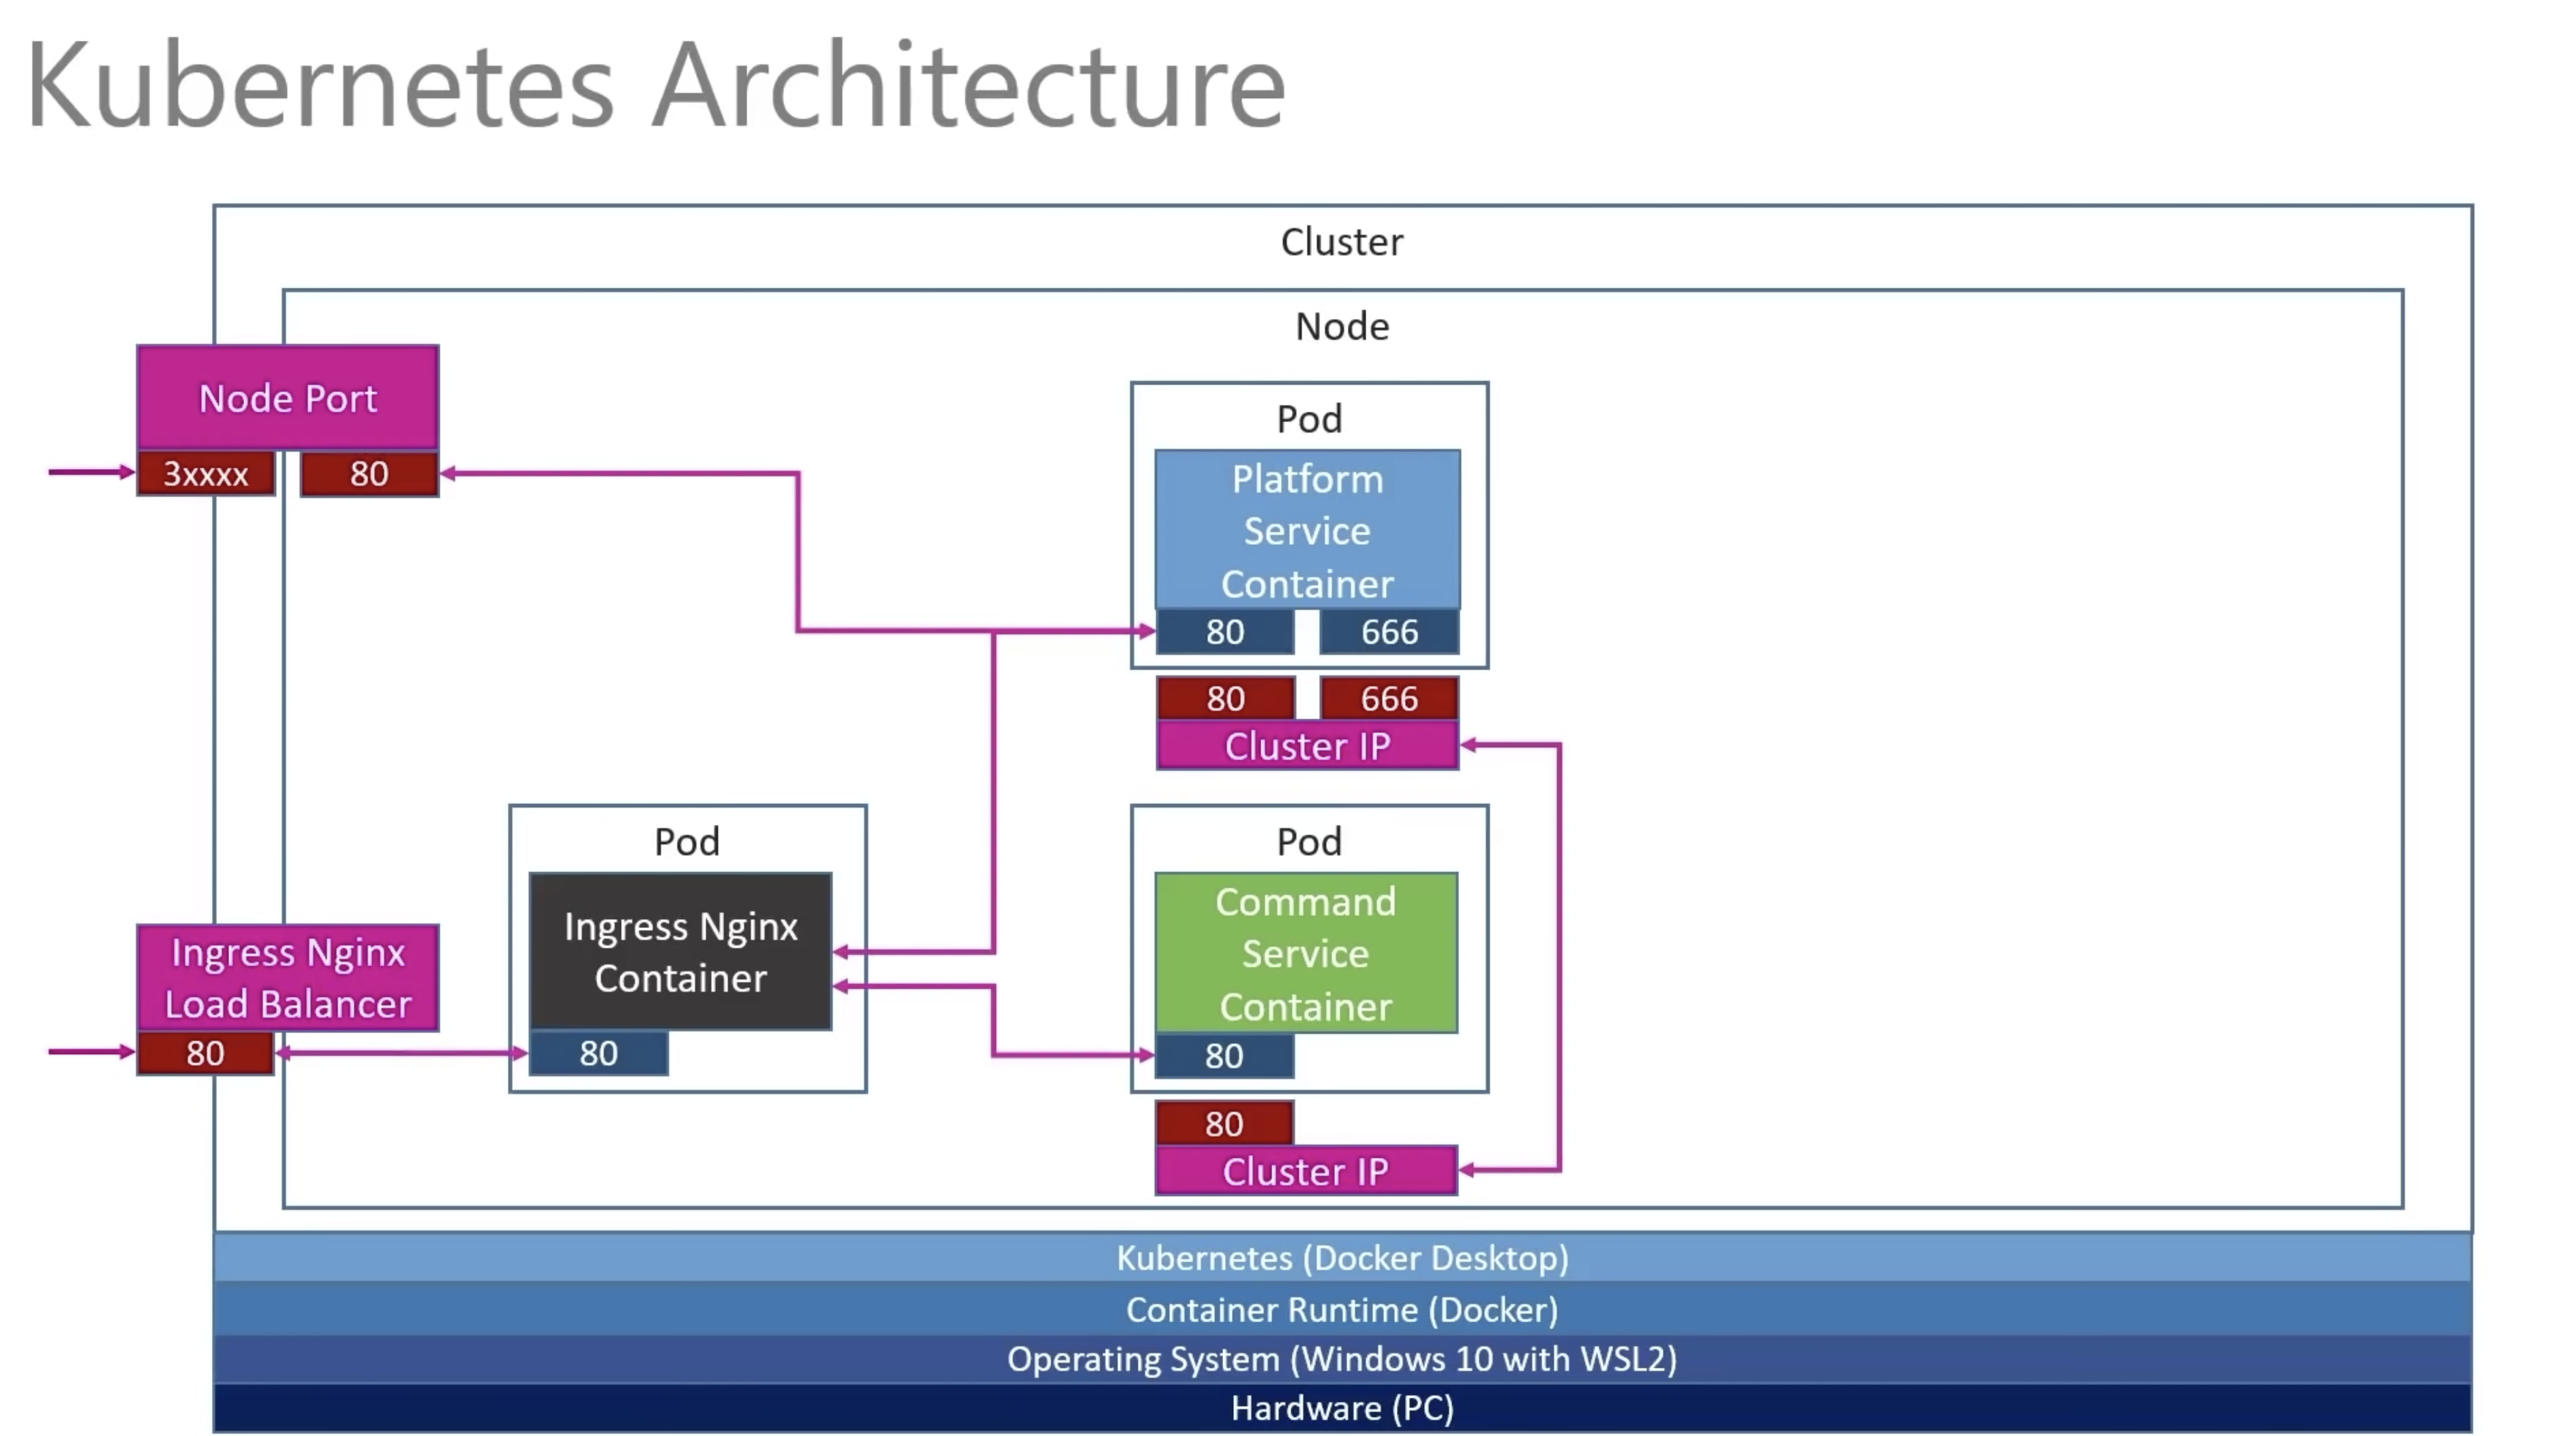 Kubernetes Architecture
Cluster
Node
Node Port
3xxxx
80
Pod
Platform
Service
Container
80
666
80
666
Cluster IP
Pod
Ingress Nginx
Container
80
Ingress Nginx
Load Balancer
80
Pod
Command
Service
Container
80
80
Cluster IP
Kubernetes (Docker Desktop)
Container Runtime (Docker)
Operating System (Windows 10 with WSL2)
Hardware (PC)